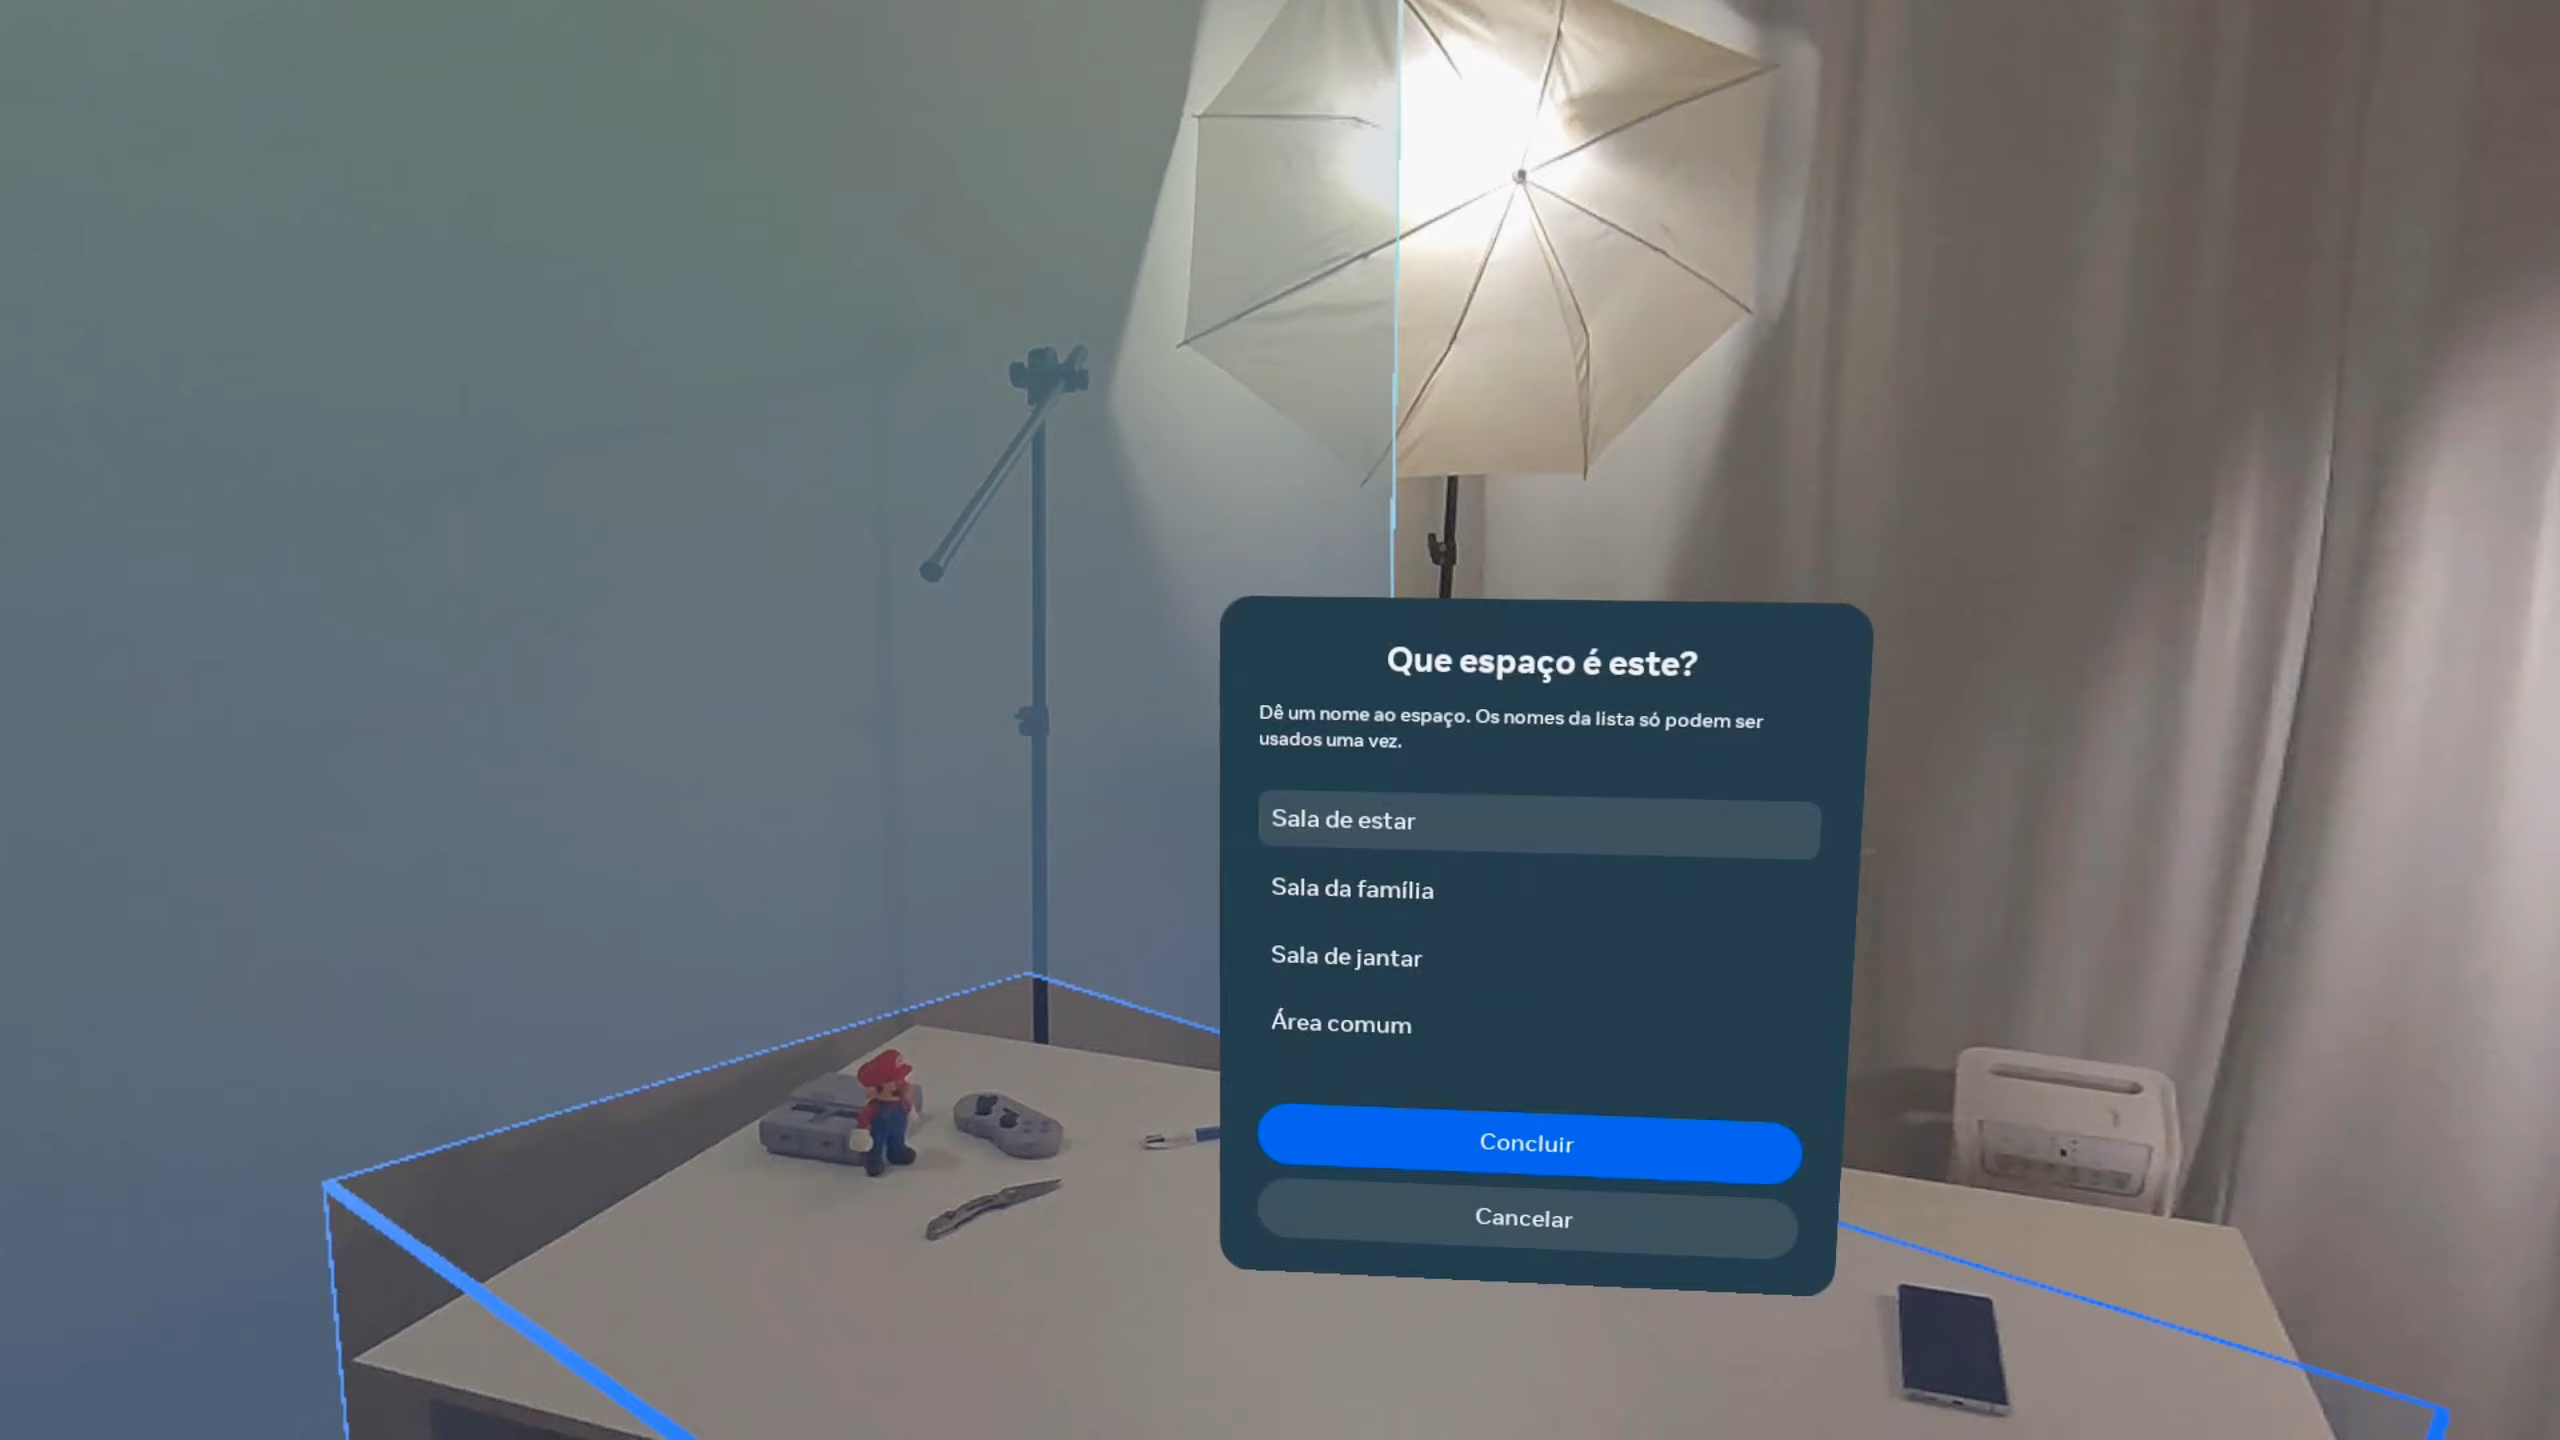 Que espaço é este?
Dê um nome ao espaço. Os nomes da lista só podem ser
usados uma vez.
Sala de estar
Sala da família
Sala de jantar
Área comum
Concluir
Cancelar